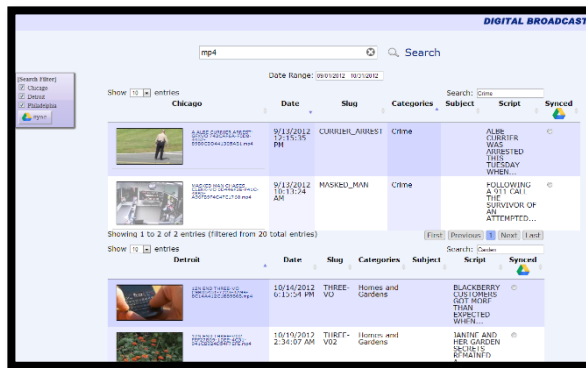 DIGITAL BROADCAST
mp4
Search
Date Range: 09/01/2012 10/31/2012
[Search Filter]
Chicago
Detroit
Philadelphia
Show 10 entries
Search: Crime
Chicago Date Slug Categories Subject Script Synced
9/13/2012 12:15:35 PM
CURRIER_ARREST
Crime
ALBE CURRIER WAS ARRESTED THIS TUESDAY WHEN...
9/13/2012 10:13:24 AM
MASKED_MAN
Crime
FOLLOWING A 911 CALL THE SURVIVOR OF AN ATTEMPTED...
Showing 1 to 2 of 2 entries (filtered from 20 total entries)
First Previous 1 Next Last
Show 10 entries
Search: Garden
Detroit Date Slug Categories Subject Script Synced
10/14/2012 6:15:54 PM
THREE-VO
Homes and Gardens
BLACKBERRY CUSTOMERS GOT MORE THAN EXPECTED WHEN...
10/19/2012 2:34:07 AM
THREE-V02
Homes and Gardens
JANINE AND HER GARDEN SECRETS REMAINED